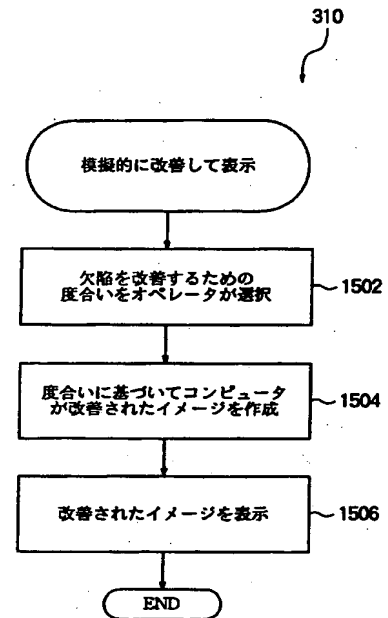 310
模擬的に改善して表示
欠陥を改善するための
度合いをオペレータが選択
1502
度合いに基づいてコンピュータ
が改善されたイメージを作成
1504
改善されたイメージを表示
1506
END